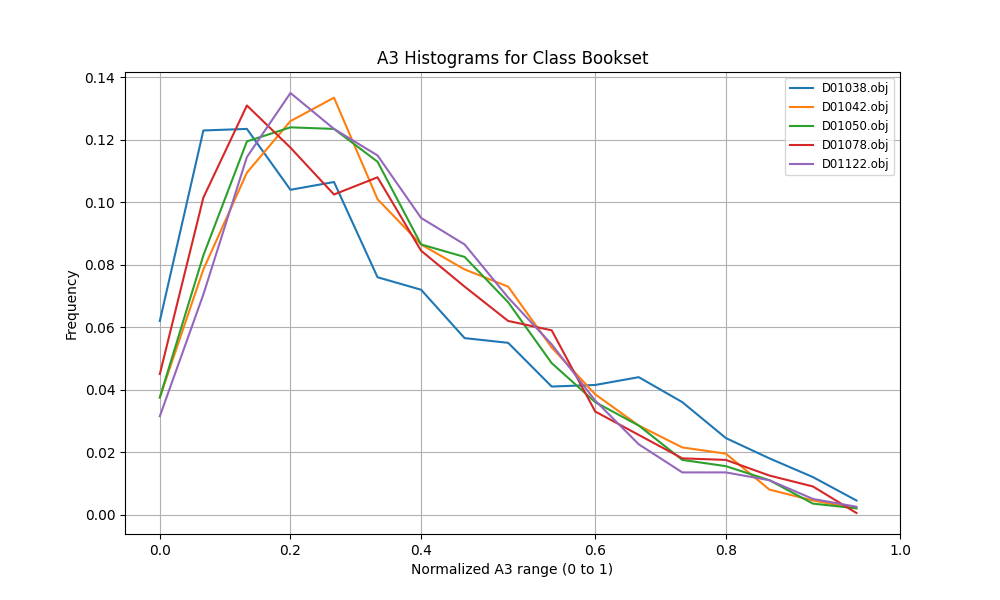 A3 Histograms for Class Bookset
0.14
0.12
0.10
0.08
0.06
0.04
0.02
0.00
Frequency
D01038.obj
D01042.obj
D01050.obj
D01078.obj
D01122.obj
0.0 0.2 0.4 0.6 0.8 1.0
Normalized A3 range (0 to 1)